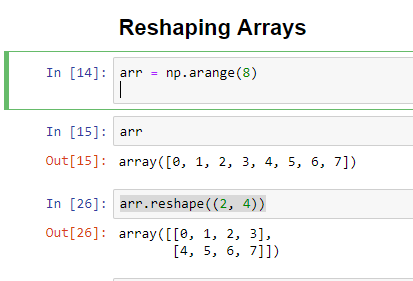 Reshaping Arrays
In [14]: arr = np.arange(8)
In [15]: arr
Out[15]: array([0, 1, 2, 3, 4, 5, 6, 7])
In [26]: arr.reshape((2, 4))
Out[26]: array([[0, 1, 2, 3],
[4, 5, 6, 7]])